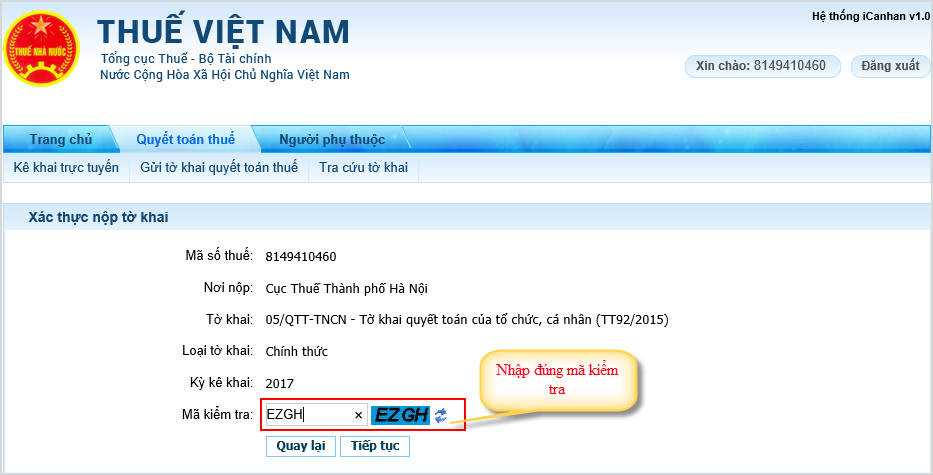 Hệ thống iCanhan v1.0
THUẾ VIỆT NAM
THUẾ NHÀ NƯỚC
Tổng cục Thuế - Bộ Tài chính
Nước Cộng Hòa Xã Hội Chủ Nghĩa Việt Nam
Xin chào: 8149410460 Đăng xuất
Trang chủ Quyết toán thuế Người phụ thuộc
Kê khai trực tuyến Gửi tờ khai quyết toán thuế Tra cứu tờ khai
Xác thực nộp tờ khai
Mã số thuế: 8149410460
Nơi nộp: Cục Thuế Thành phố Hà Nội
Tờ khai: 05/QTT-TNCN - Tờ khai quyết toán của tổ chức, cá nhân (TT92/2015)
Loại tờ khai: Chính thức
Kỳ kê khai: 2017
Mã kiểm tra: EZGH × EZGH
Nhập đúng mã kiểm
tra
Quay lại Tiếp tục